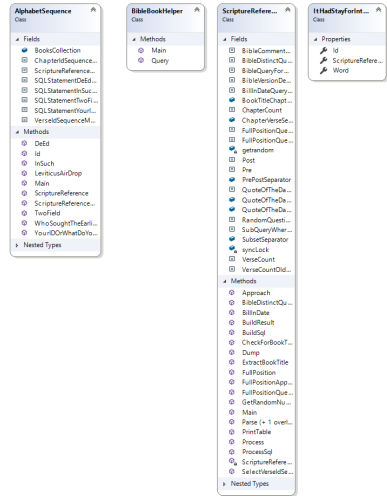 AlphabetSequence
Class
Fields
BooksCollection
ChapterIdSequence...
ScriptureReference...
SQLStatementDeEd...
SQLStatementInSuc...
SQLStatementTwoFi...
SQLStatementYourI...
VerseIdSequenceM...
Methods
DeEd
Id
InSuch
LeviticusAirDrop
Main
ScriptureReference
ScriptureReferenc...
TwoField
WhoSoughtTheEarli...
YourIDOrWhatDoYo...
Nested Types
BibleBookHelper
Class
Methods
Main
Query
ScriptureRefere...
Class
Fields
BibleComment...
BibleDistinctQu...
BibleQueryFor...
BibleVersionDe...
BillInDateQuery...
BookTitleChapt...
ChapterCount
ChapterVerseSe...
FullPositionQue...
FullPositionQue...
getrandom
Post
Pre
PrePostSeparator
QuoteOfTheDa...
QuoteOfTheDa...
QuoteOfTheDa...
RandomQuesti...
SubQueryWher...
SubsetSeparator
syncLock
VerseCount
VerseCountOld...
Methods
Approach
BibleDistinctQu...
BillInDate
BuildResult
BuildSql
CheckForBookT...
Dump
ExtractBookTitle
FullPosition
FullPositionApp...
FullPositionQue...
GetRandomNu...
Main
Parse (+ 1 overl...
PrintTable
Process
ProcessSql
ScriptureRefere...
SelectVerseIdSe...
Nested Types
ItHadStayForInt...
Class
Properties
Id
ScriptureRefere...
Word